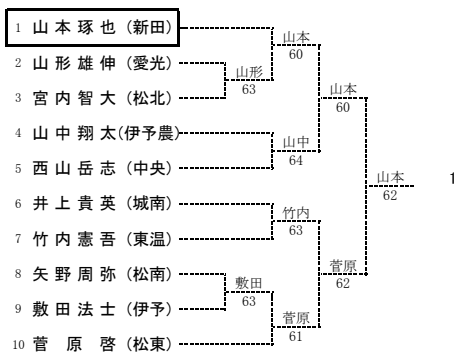 1 山本琢也(新田)
2 山形雄伸(愛光)
3 宮内智大(松北)
4 山中翔太(伊予農)
5 西山岳志(中央)
6 井上貴英(城南)
7 竹内憲吾(東温)
8 矢野周弥(松南)
9 敷田法士(伊予)
10 菅原啓(松東)
山形
63
敷田
63
山本
60
山中
64
竹内
63
菅原
61
山本
60
菅原
62
山本
62
1